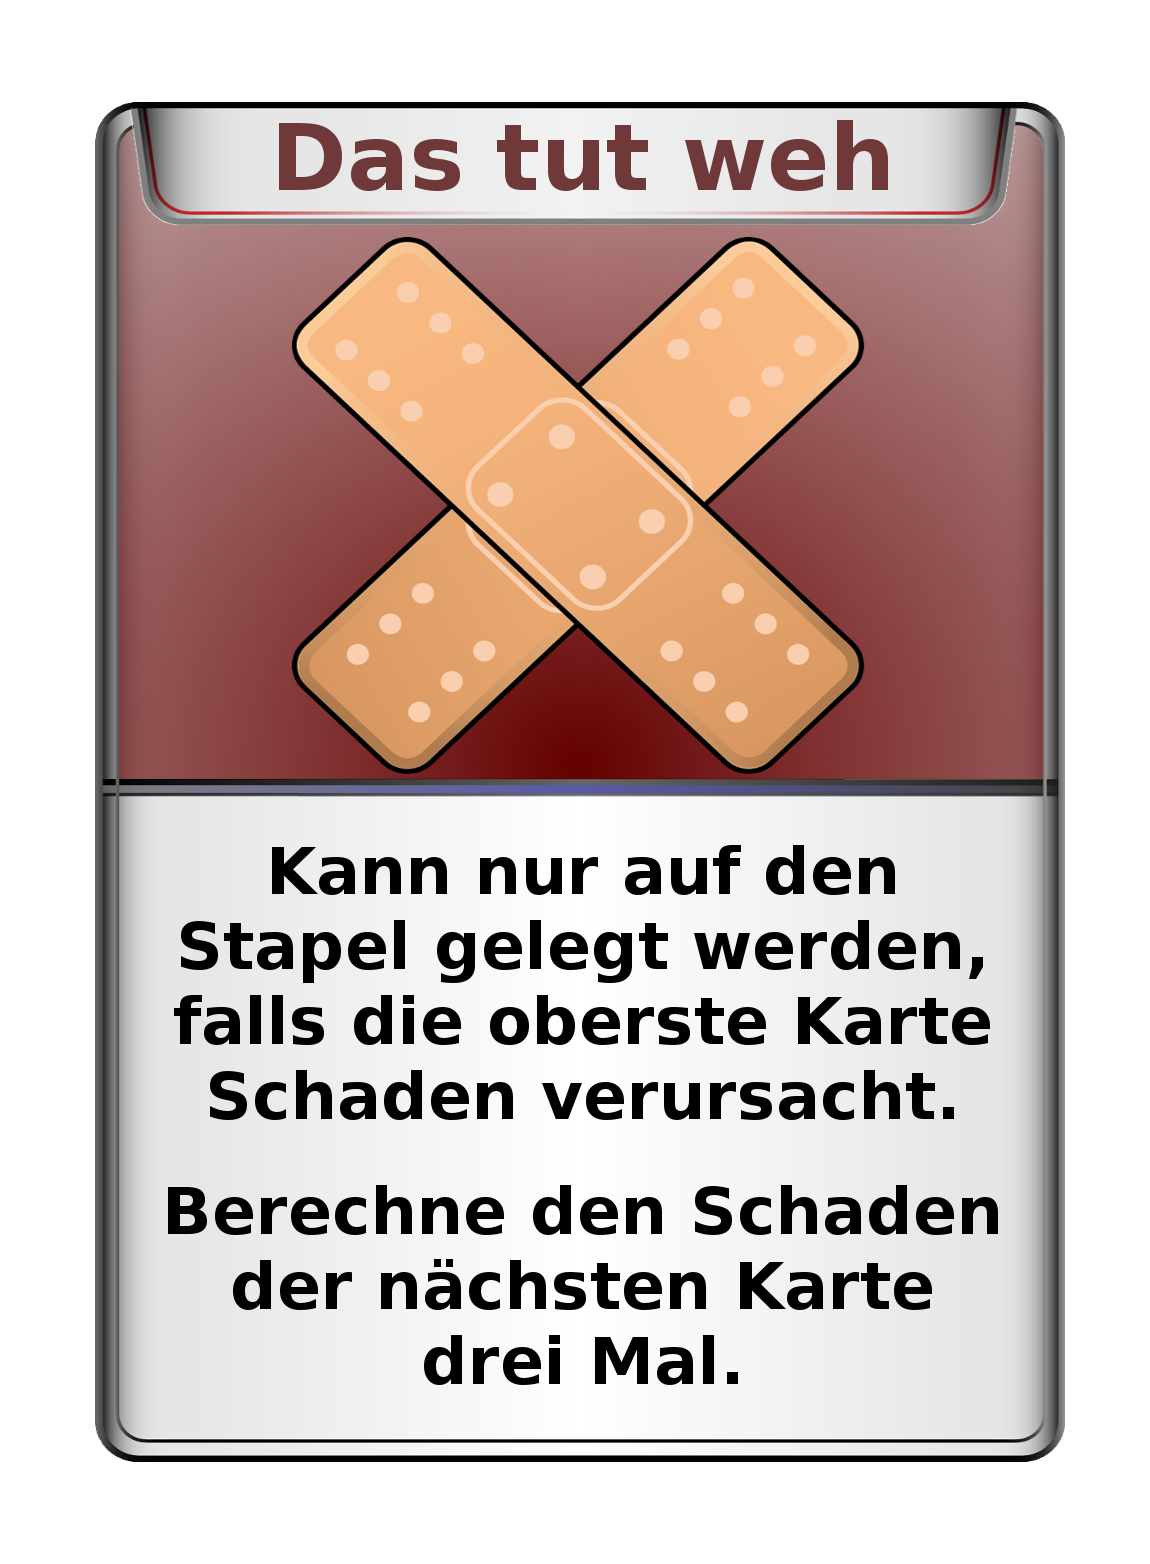 Das tut weh
Kann nur auf den
Stapel gelegt werden,
falls die oberste Karte
Schaden verursacht.
Berechne den Schaden
der nächsten Karte
drei Mal.